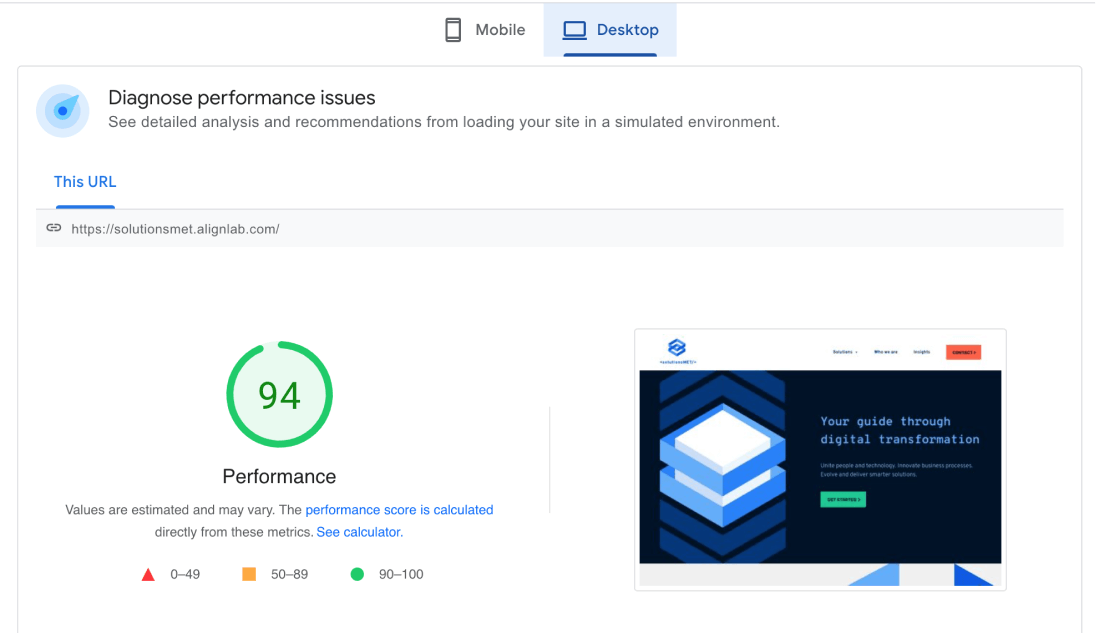 Mobile
Desktop
Diagnose performance issues
See detailed analysis and recommendations from loading your site in a simulated environment.
This URL
https://solutionsmet.alignlab.com/
94
Performance
Values are estimated and may vary. The performance score is calculated
directly from these metrics. See calculator.
0–49
50–89
90–100
<solutionsMET/>
Solutions
Who we are
Insights
CONTACT >
Your guide through
digital transformation
Unite people and technology. Innovate business processes.
Evolve and deliver smarter solutions.
GET STARTED >